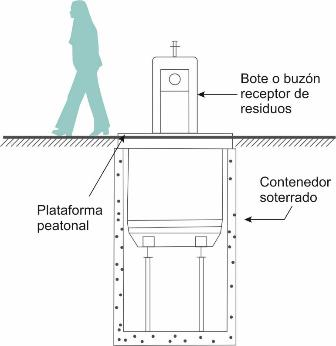 Bote o buzón
receptor de
residuos
Contenedor
soterrado
Plataforma
peatonal